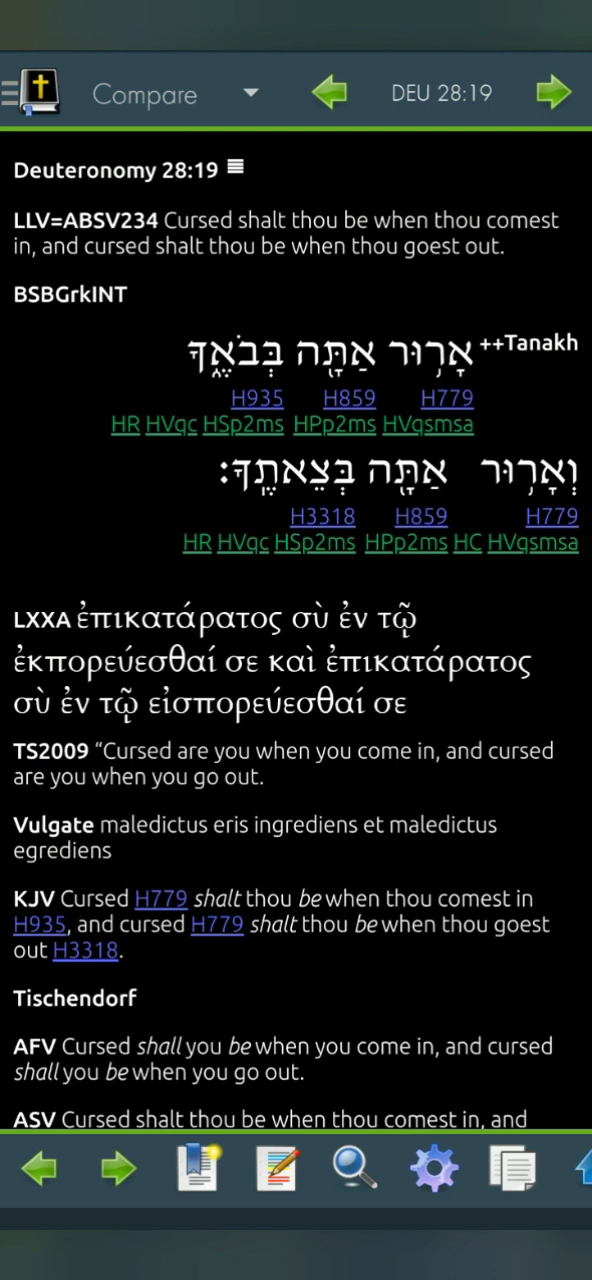 Compare
DEU 28:19
Deuteronomy 28:19
LLV=ABSV234 Cursed shalt thou be when thou comest
in, and cursed shalt thou be when thou goest out.
BSBGrkINT
++Tanakh אָר֥וּר אַתָּ֖ה בְּבֹאֶ֑ךָ
H935 H859 H779
HR HVqc HSp2ms HPp2ms HVqsmsa
וְאָר֥וּר אַתָּ֖ה בְּצֵאתֶֽךָ׃
H3318 H859 H779
HR HVqc HSp2ms HPp2ms HC HVqsmsa
LXXA ἐπικατάρατος σὺ ἐν τῷ
ἐκπορεύεσθαί σε καὶ ἐπικατάρατος
σὺ ἐν τῷ εἰσπορεύεσθαί σε
TS2009 “Cursed are you when you come in, and cursed
are you when you go out.
Vulgate maledictus eris ingrediens et maledictus
egrediens
KJV Cursed H779 shalt thou be when thou comest in
H935, and cursed H779 shalt thou be when thou goest
out H3318.
Tischendorf
AFV Cursed shall you be when you come in, and cursed
shall you be when you go out.
ASV Cursed shalt thou be when thou comest in, and